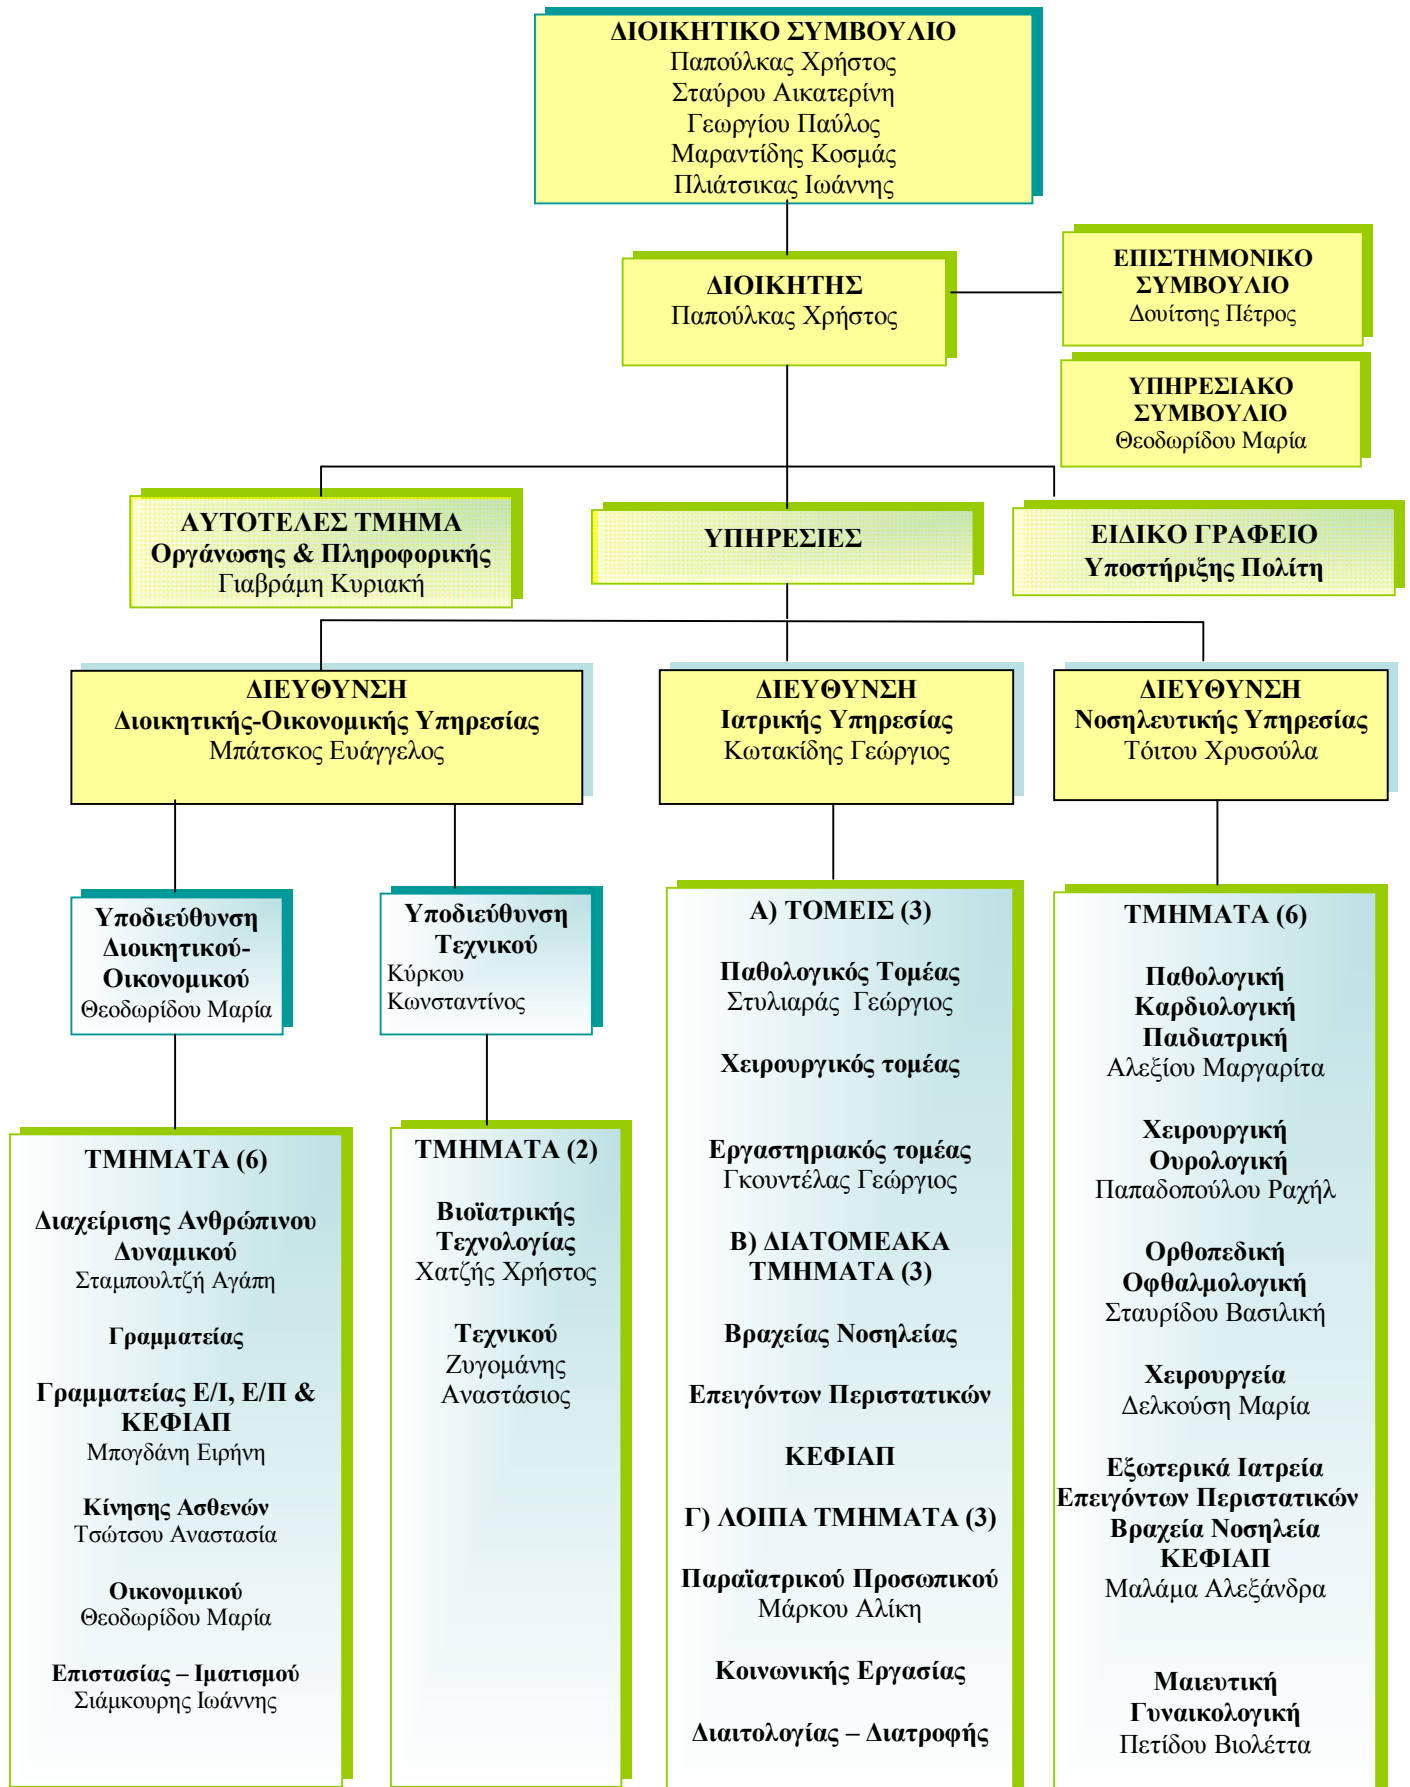 ΔΙΟΙΚΗΤΙΚΟ ΣΥΜΒΟΥΛΙΟ
Παπούλκας Χρήστος
Σταύρου Αικατερίνη
Γεωργίου Παύλος
Μαραντίδης Κοσμάς
Πλιάτσικας Ιωάννης
ΔΙΟΙΚΗΤΗΣ
Παπούλκας Χρήστος
ΕΠΙΣΤΗΜΟΝΙΚΟ
ΣΥΜΒΟΥΛΙΟ
Δουίτσης Πέτρος
ΥΠΗΡΕΣΙΑΚΟ
ΣΥΜΒΟΥΛΙΟ
Θεοδωρίδου Μαρία
ΑΥΤΟΤΕΛΕΣ ΤΜΗΜΑ
Οργάνωσης & Πληροφορικής
Γιαβράμη Κυριακή
ΥΠΗΡΕΣΙΕΣ
ΕΙΔΙΚΟ ΓΡΑΦΕΙΟ
Υποστήριξης Πολίτη
ΔΙΕΥΘΥΝΣΗ
Διοικητικής-Οικονομικής Υπηρεσίας
Μπάτσκος Ευάγγελος
ΔΙΕΥΘΥΝΣΗ
Ιατρικής Υπηρεσίας
Κωτακίδης Γεώργιος
ΔΙΕΥΘΥΝΣΗ
Νοσηλευτικής Υπηρεσίας
Τόιτου Χρυσούλα
Υποδιεύθυνση
Διοικητικού-
Οικονομικού
Θεοδωρίδου Μαρία
Υποδιεύθυνση
Τεχνικού
Κύρκου
Κωνσταντίνος
ΤΜΗΜΑΤΑ (6)
Διαχείρισης Ανθρώπινου
Δυναμικού
Σταμπουλτζή Αγάπη
Γραμματείας
Γραμματείας Ε/Ι, Ε/Π &
ΚΕΦΙΑΠ
Μπογδάνη Ειρήνη
Κίνησης Ασθενών
Τσώτσου Αναστασία
Οικονομικού
Θεοδωρίδου Μαρία
Επιστασίας – Ιματισμού
Σιάμκουρης Ιωάννης
ΤΜΗΜΑΤΑ (2)
Βιοϊατρικής
Τεχνολογίας
Χατζής Χρήστος
Τεχνικού
Ζυγομάνης
Αναστάσιος
Α) ΤΟΜΕΙΣ (3)
Παθολογικός Τομέας
Στυλιαράς Γεώργιος
Χειρουργικός τομέας
Εργαστηριακός τομέας
Γκουντέλας Γεώργιος
Β) ΔΙΑΤΟΜΕΑΚΑ
ΤΜΗΜΑΤΑ (3)
Βραχείας Νοσηλείας
Επειγόντων Περιστατικών
ΚΕΦΙΑΠ
Γ) ΛΟΙΠΑ ΤΜΗΜΑΤΑ (3)
Παραϊατρικού Προσωπικού
Μάρκου Αλίκη
Κοινωνικής Εργασίας
Διαιτολογίας – Διατροφής
ΤΜΗΜΑΤΑ (6)
Παθολογική
Καρδιολογική
Παιδιατρική
Αλεξίου Μαργαρίτα
Χειρουργική
Ουρολογική
Παπαδοπούλου Ραχήλ
Ορθοπεδική
Οφθαλμολογική
Σταυρίδου Βασιλική
Χειρουργεία
Δελκούση Μαρία
Εξωτερικά Ιατρεία
Επειγόντων Περιστατικών
Βραχεία Νοσηλεία
ΚΕΦΙΑΠ
Μαλάμα Αλεξάνδρα
Μαιευτική
Γυναικολογική
Πετίδου Βιολέττα